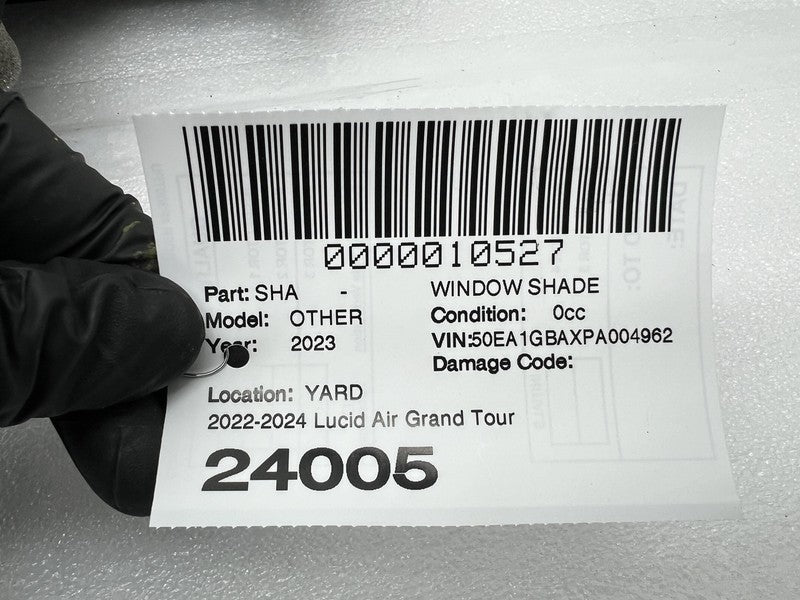 0000010527
Part: SHA - WINDOW SHADE
Model: OTHER Condition: 0cc
Year: 2023 VIN:50EA1GBAXPA004962
Damage Code:
Location: YARD
2022-2024 Lucid Air Grand Tour
24005
DATE: